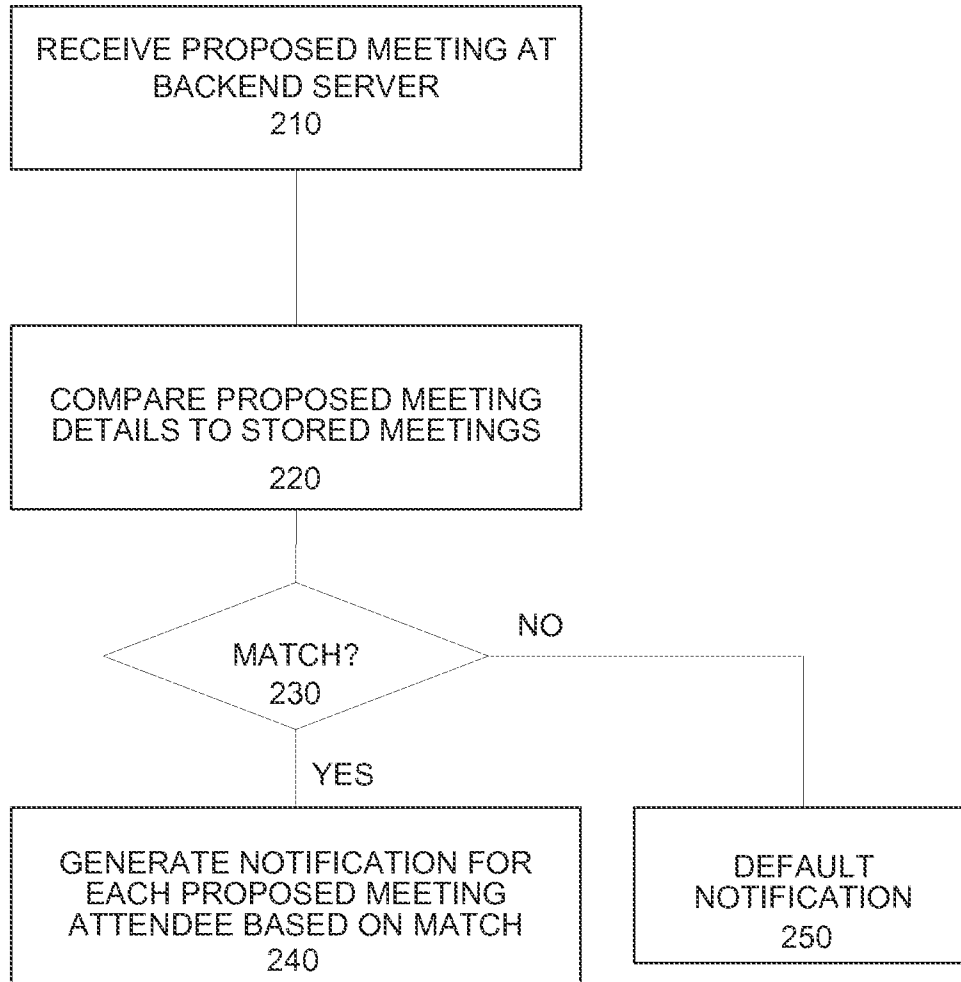 RECEIVE PROPOSED MEETING AT
BACKEND SERVER
210
COMPARE PROPOSED MEETING
DETAILS TO STORED MEETINGS
220
MATCH?
230
NO
YES
GENERATE NOTIFICATION FOR
EACH PROPOSED MEETING
ATTENDEE BASED ON MATCH
240
DEFAULT
NOTIFICATION
250